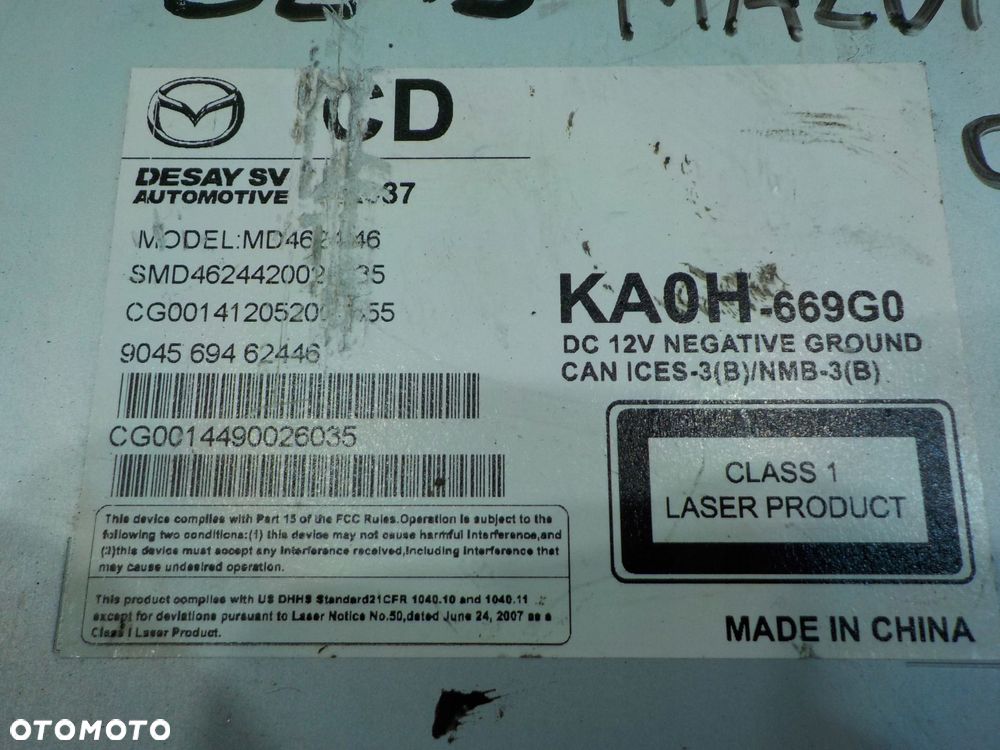 MAZDA
CD
DESAY SV
AUTOMOTIVE
SMD46244200
CG00141205200
9045 694 62446
KA0H-669G0
DC 12V NEGATIVE GROUND
CAN ICES-3(B)/NMB-3(B)
CG0014490026035
CLASS 1
LASER PRODUCT
This device complies with Part 15 of the FCC Rules.Operation is subject to the
following two conditions:(1) this device may not cause harmful Interference,and
(2)this device must accept any Interference received,Including Interference that
may cause undesired operation.
This product complies with US DHHS Standard21CFR 1040.10 and 1040.11
except for deviations pursuant to Laser Notice No.50,dated June 24, 2007 as a
Class I Laser Product.
MADE IN CHINA
OTOMOTO